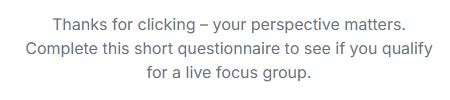 Thanks for clicking – your perspective matters.
Complete this short questionnaire to see if you qualify
for a live focus group.